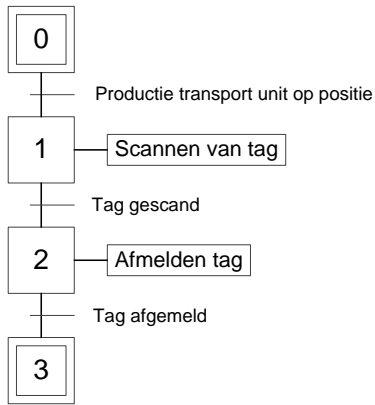 0
Productie transport unit op positie
1
Scannen van tag
Tag gescand
2
Afmelden tag
Tag afgemeld
3